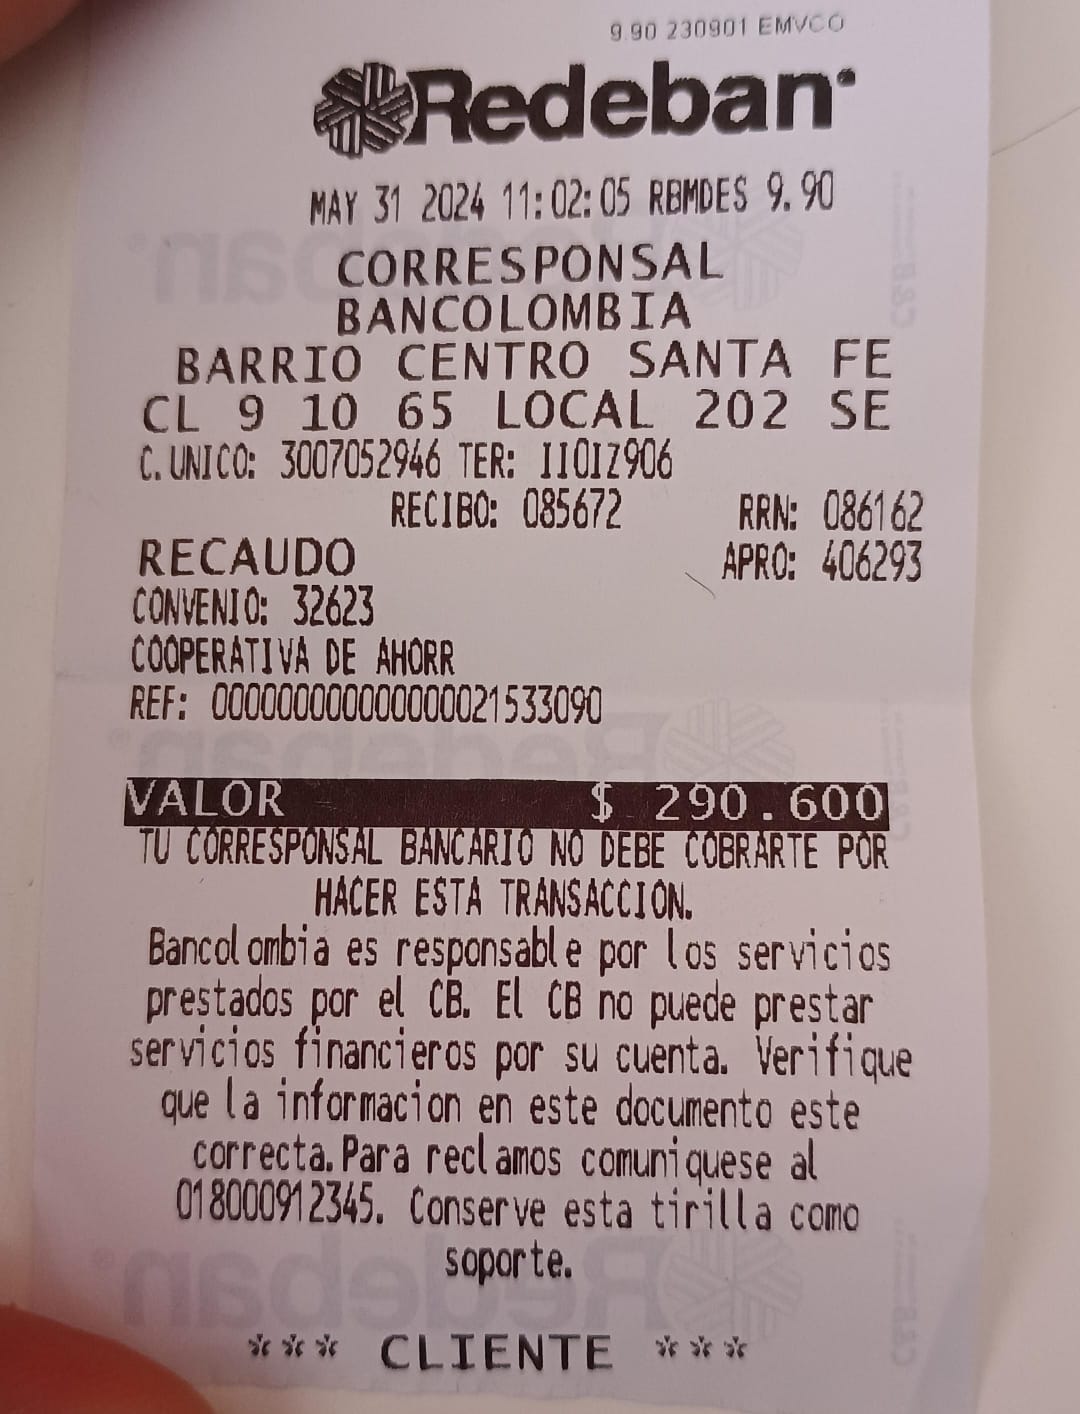 9.90 230901 EMVCO
Redeban
MAY 31 2024 11:02:05 RBMDES 9.90
CORRESPONSAL
BANCOLOMBIA
BARRIO CENTRO SANTA FE
CL 9 10 65 LOCAL 202 SE
C.UNICO: 3007052946 TER: IIOIZ906
RECIBO: 085672 RRN: 086162
RECAUDO APRO: 406293
CONVENIO: 32623
COOPERATIVA DE AHORR
REF: 000000000000000021533090
VALOR $ 290.600
TU CORRESPONSAL BANCARIO NO DEBE COBRARTE POR
HACER ESTA TRANSACCION.
Bancolombia es responsable por los servicios
prestados por el CB. El CB no puede prestar
servicios financieros por su cuenta. Verifique
que la informacion en este documento este
correcta.Para reclamos comuniquese al
018000912345. Conserve esta tirilla como
soporte.
*** CLIENTE ***